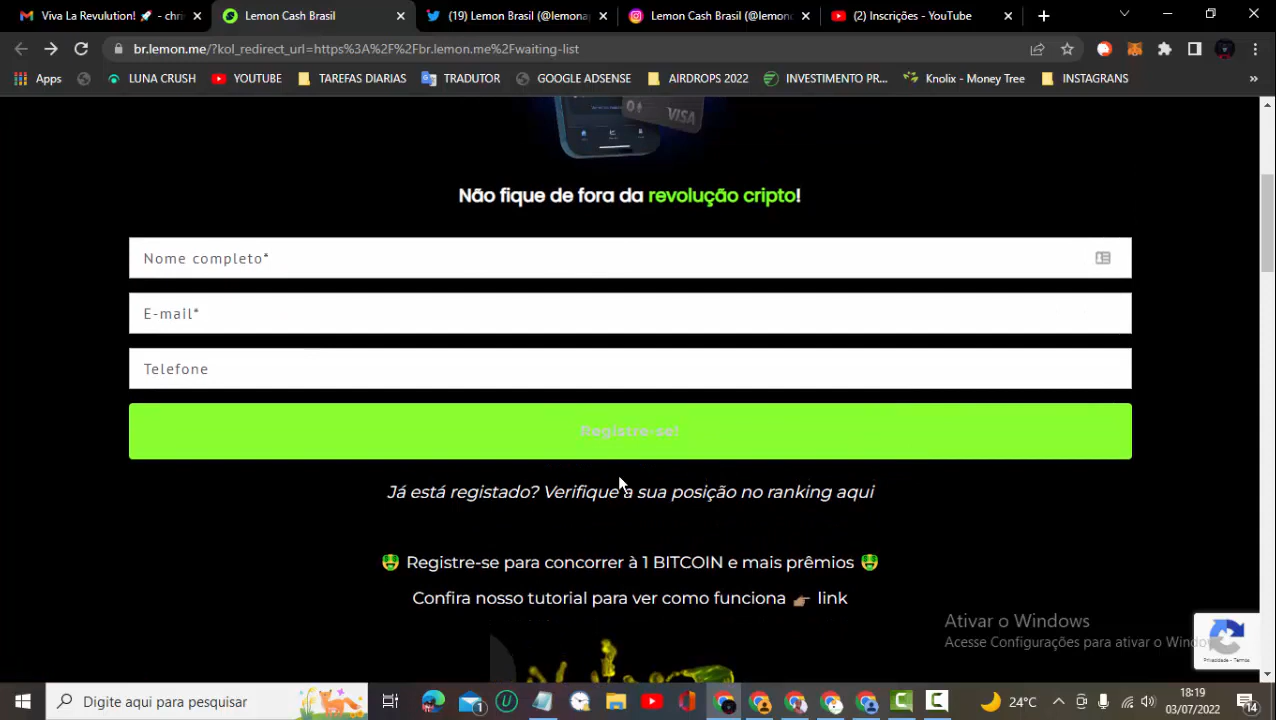 Viva La Revulution! 🚀 - chri
Lemon Cash Brasil
(19) Lemon Brasil (@lemona
Lemon Cash Brasil (@lemon
(2) Inscrições - YouTube
br.lemon.me/?kol_redirect_url=https%3A%2F%2Fbr.lemon.me%2Fwaiting-list
Apps
LUNA CRUSH
YOUTUBE
TAREFAS DIARIAS
TRADUTOR
GOOGLE ADSENSE
AIRDROPS 2022
INVESTIMENTO PR...
Knolix - Money Tree
INSTAGRANS
VISA
Não fique de fora da revolução cripto!
Nome completo*
E-mail*
Telefone
Registre-se!
Já está registado? Verifique a sua posição no ranking aqui
🤑 Registre-se para concorrer à 1 BITCOIN e mais prêmios 🤑
Confira nosso tutorial para ver como funciona 👉🏽 link
Ativar o Windows
Acesse Configurações para ativar o Windo
Privacidade - Termos
Digite aqui para pesquisar
1
24°C
18:19
03/07/2022
14